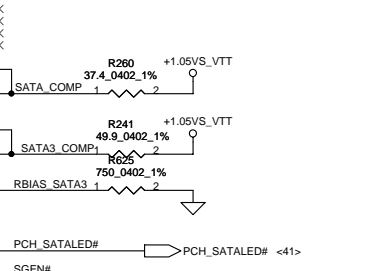 R260
37.4_0402_1%
+1.05VS_VTT
SATA_COMP 1 2
R241
49.9_0402_1%
+1.05VS_VTT
SATA3_COMP 1 2
R625
750_0402_1%
RBIAS_SATA3 1 2
PCH_SATALED# PCH_SATALED# <41>
SGEN#